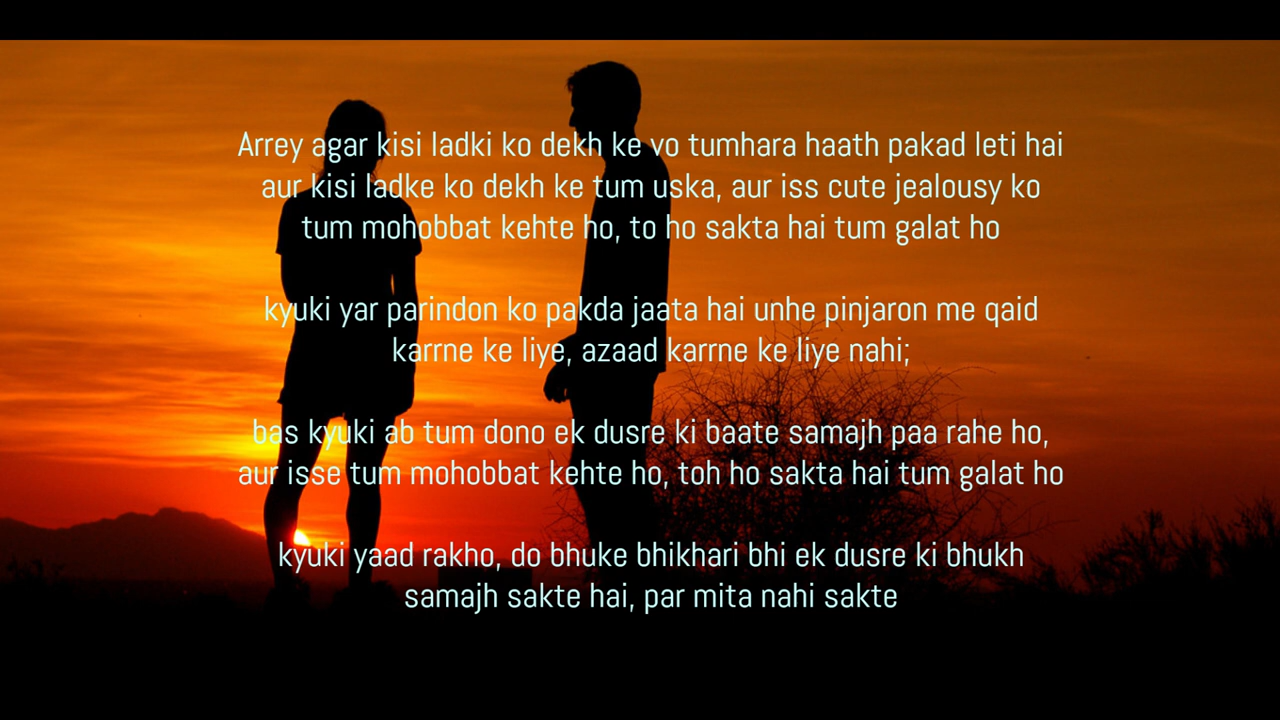 Arrey agar kisi ladki ko dekh ke vo tumhara haath pakad leti hai
aur kisi ladke ko dekh ke tum uska, aur iss cute jealousy ko
tum mohobbat kehte ho, to ho sakta hai tum galat ho
kyuki yar parindon ko pakda jaata hai unhe pinjaron me qaid
karrne ke liye, azaad karrne ke liye nahi;
bas kyuki ab tum dono ek dusre ki baate samajh paa rahe ho,
aur isse tum mohobbat kehte ho, toh ho sakta hai tum galat ho
kyuki yaad rakho, do bhuke bhikhari bhi ek dusre ki bhukh
samajh sakte hai, par mita nahi sakte